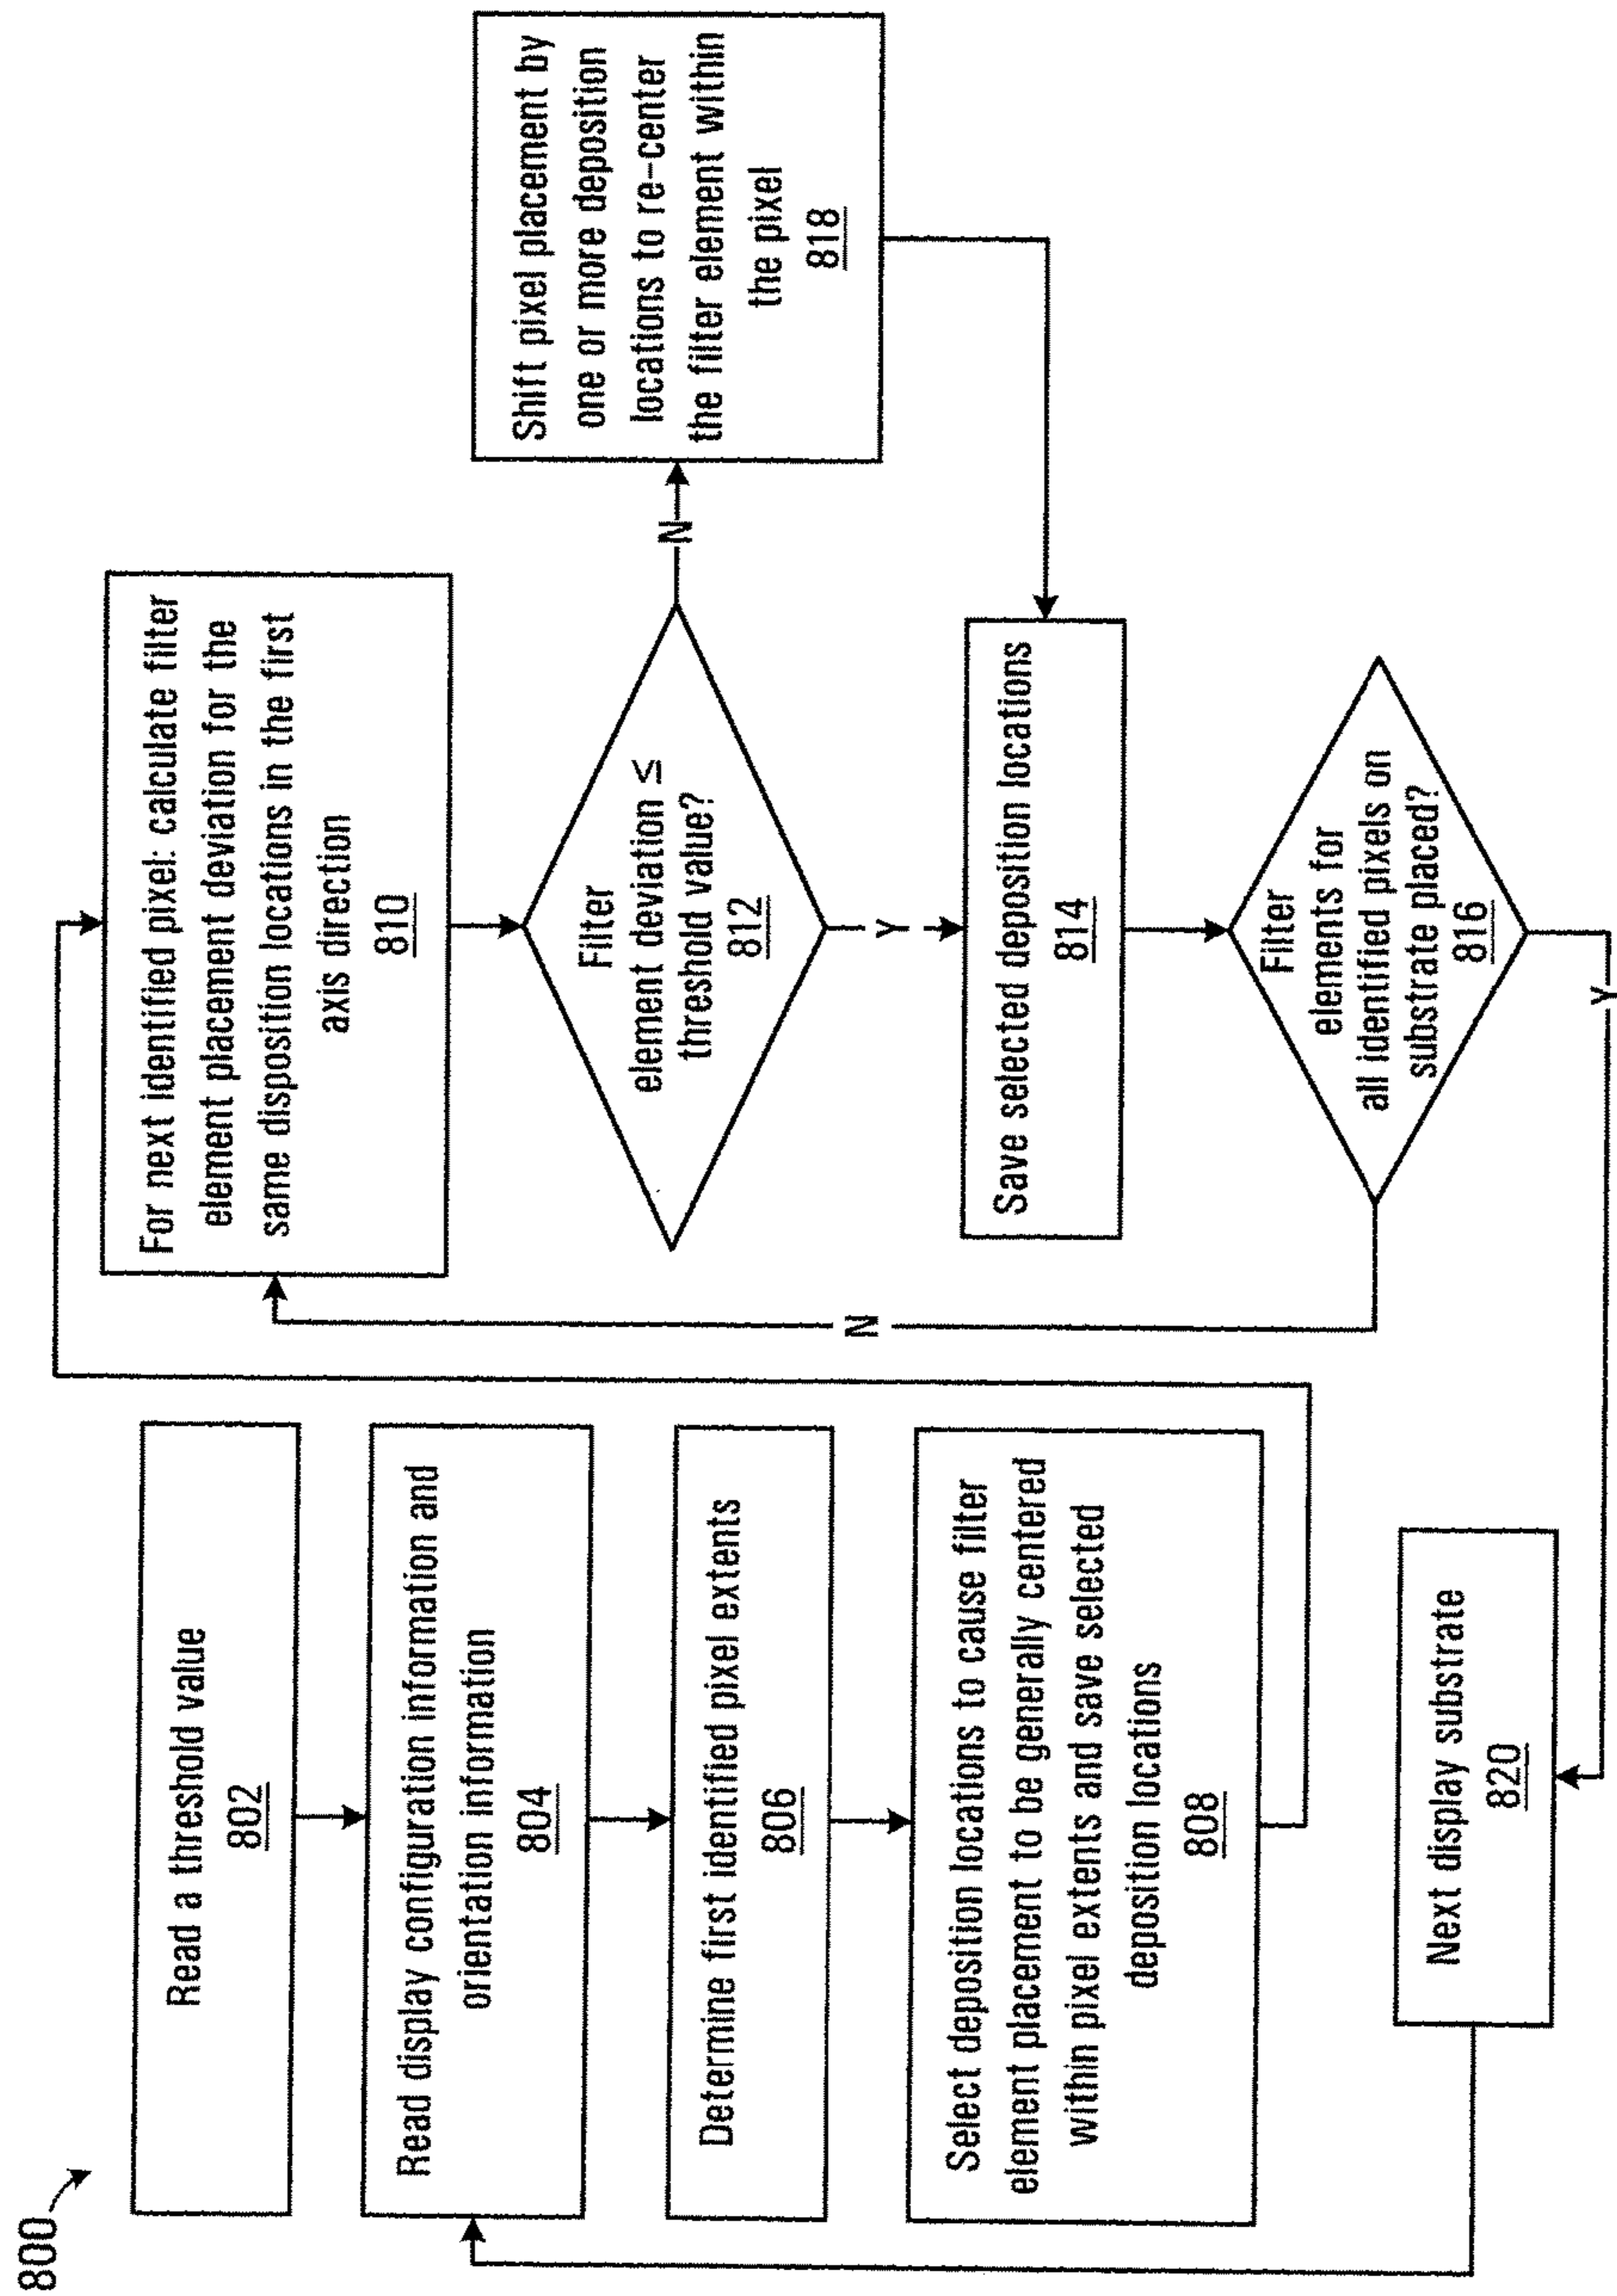 800
Read a threshold value
802
Read display configuration information and
orientation information
804
Determine first identified pixel extents
806
Select deposition locations to cause filter
element placement to be generally centered
within pixel extents and save selected
deposition locations
808
For next identified pixel: calculate filter
element placement deviation for the
same disposition locations in the first
axis direction
810
Filter
element deviation ≤
threshold value?
812
N
Y
Shift pixel placement by
one or more deposition
locations to re-center
the filter element within
the pixel
818
Save selected deposition locations
814
Filter
elements for
all identified pixels on
substrate placed?
816
N
Y
Next display substrate
820